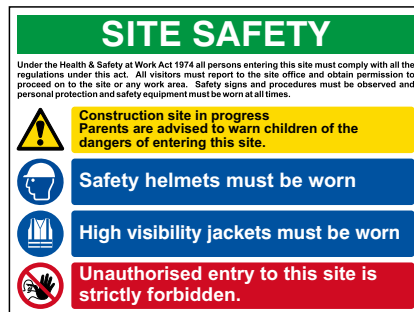 SITE SAFETY
Under the Health & Safety at Work Act 1974 all persons entering this site must comply with all the
regulations under this act. All visitors must report to the site office and obtain permission to
proceed on to the site or any work area. Safety signs and procedures must be observed and
personal protection and safety equipment must be worn at all times.
Construction site in progress
Parents are advised to warn children of the
dangers of entering this site.
Safety helmets must be worn
High visibility jackets must be worn
Unauthorised entry to this site is
strictly forbidden.